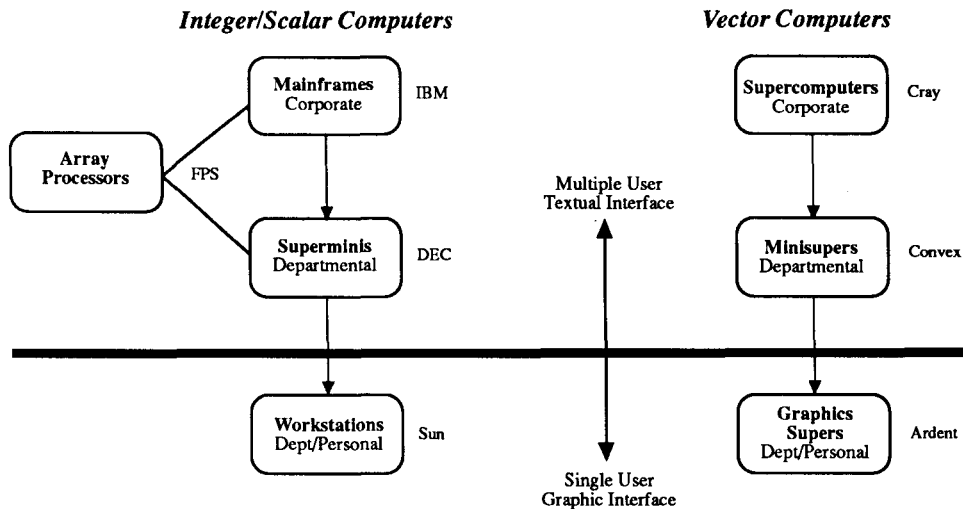 Integer/Scalar Computers
Vector Computers
Mainframes
Corporate
IBM
Supercomputers
Corporate
Cray
Array
Processors
FPS
Multiple User
Textual Interface
Superminis
Departmental
DEC
Minisupers
Departmental
Convex
Workstations
Dept/Personal
Sun
Graphics
Supers
Dept/Personal
Ardent
Single User
Graphic Interface